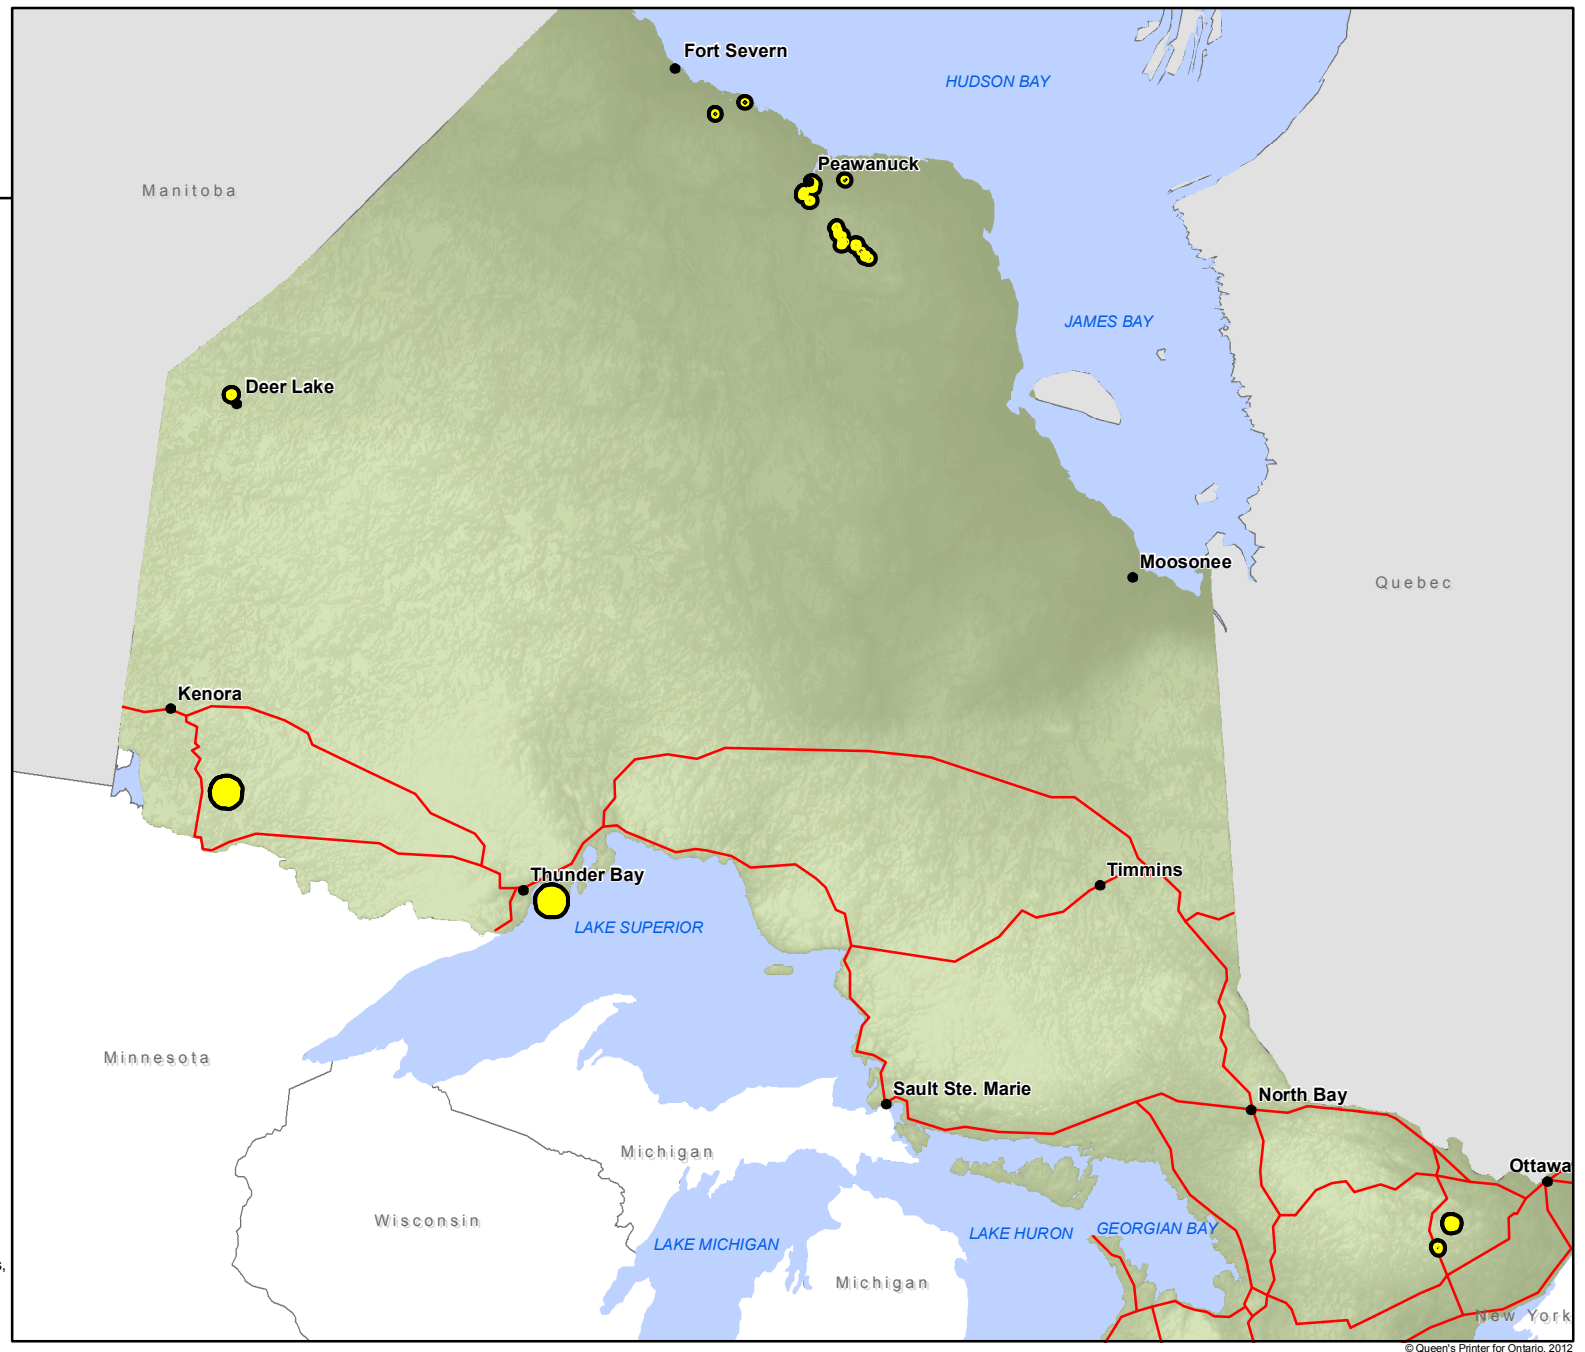 Fort Severn
HUDSON BAY
Peawanuck
Manitoba
JAMES BAY
Deer Lake
Moosonee
Quebec
Kenora
Thunder Bay
Timmins
LAKE SUPERIOR
Minnesota
Sault Ste. Marie
North Bay
Michigan
Ottawa
Wisconsin
LAKE MICHIGAN
LAKE HURON
GEORGIAN BAY
Michigan
New York
© Queen's Printer for Ontario, 2012